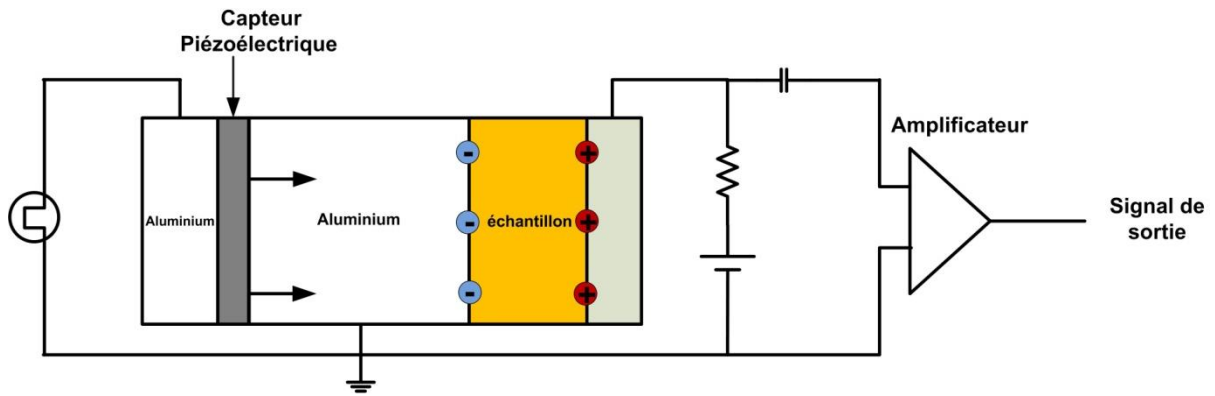 Capteur
Piézoélectrique
Amplificateur
Aluminium
Aluminium
échantillon
Signal de
sortie
-
-
-
+
+
+